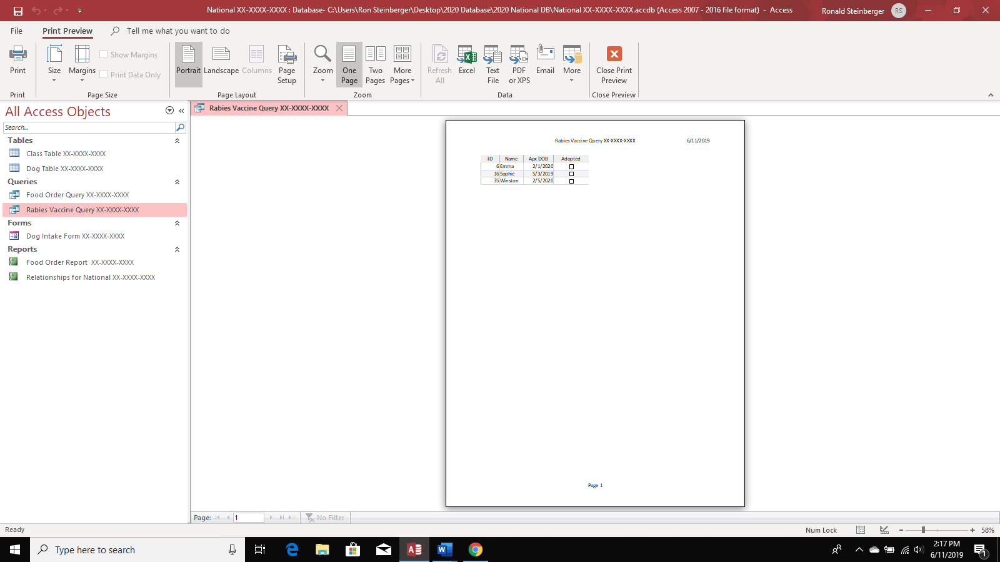 National XX-XXXX-XXXX : Database- C:\Users\Ron Steinberger\Desktop\2020 Database\2020 National DB\National XX-XXXX-XXXX.accdb (Access 2007 - 2016 file format) - Access
Ronald Steinberger RS
File Print Preview Tell me what you want to do
Show Margins
Print Data Only
Print Size Margins Portrait Landscape Columns Page Setup Zoom One Page Two Pages More Pages Refresh All Excel Text File PDF or XPS Email More Close Print Preview
Print Page Size Page Layout Zoom Data Close Preview
All Access Objects
Search...
Tables
Class Table XX-XXXX-XXXX
Dog Table XX-XXXX-XXXX
Queries
Food Order Query XX-XXXX-XXXX
Rabies Vaccine Query XX-XXXX-XXXX
Forms
Dog Intake Form XX-XXXX-XXXX
Reports
Food Order Report XX-XXXX-XXXX
Relationships for National XX-XXXX-XXXX
Rabies Vaccine Query XX-XXXX-XXXX
Rabies Vaccine Query XX-XXXX-XXXX 6/11/2019
ID Name Apx DOB Adopted
6 Emma 2/1/2020
16 Sophie 5/3/2019
35 Winston 2/5/2020
Page 1
Page: 1 No Filter
Ready Num Lock 58%
Type here to search
2:17 PM
6/11/2019
1